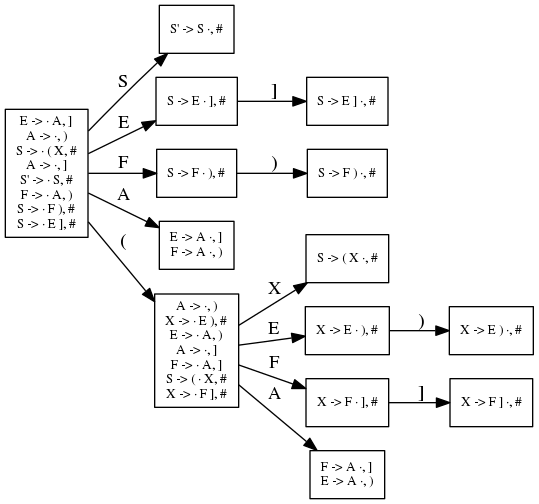 S' -> S ·, #
S
E -> · A, ]
A -> ·, )
S -> · ( X, #
A -> ·, ]
S' -> · S, #
F -> · A, )
S -> · F ), #
S -> · E ], #
E
S -> E · ], #
]
S -> E ] ·, #
F
S -> F · ), #
)
S -> F ) ·, #
A
E -> A ·, ]
F -> A ·, )
(
A -> ·, )
X -> · E ), #
E -> · A, )
A -> ·, ]
F -> · A, ]
S -> ( · X, #
X -> · F ], #
X
S -> ( X ·, #
E
X -> E · ), #
)
X -> E ) ·, #
F
X -> F · ], #
]
X -> F ] ·, #
A
F -> A ·, ]
E -> A ·, )